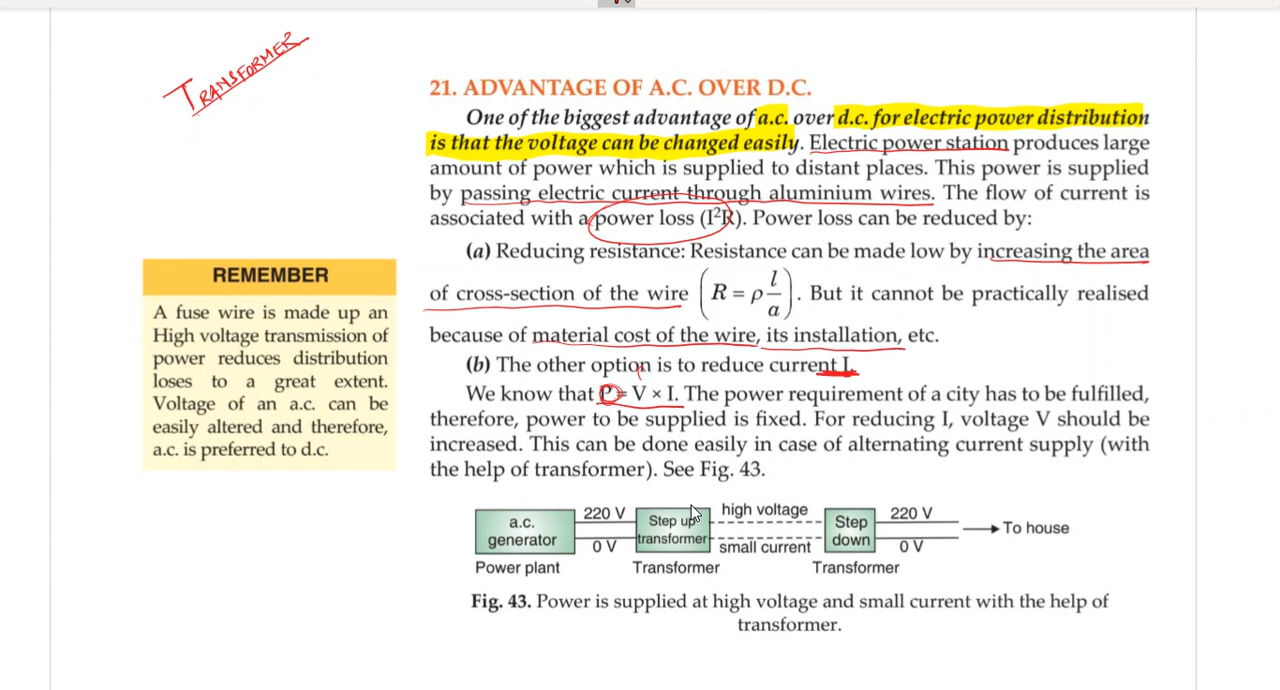 TRANSFORMER
21. ADVANTAGE OF A.C. OVER D.C.
One of the biggest advantage of a.c. over d.c. for electric power distribution
is that the voltage can be changed easily. Electric power station produces large
amount of power which is supplied to distant places. This power is supplied
by passing electric current through aluminium wires. The flow of current is
associated with a power loss (I²R). Power loss can be reduced by:
(a) Reducing resistance: Resistance can be made low by increasing the area
of cross-section of the wire (R = ρ l/a). But it cannot be practically realised
because of material cost of the wire, its installation, etc.
(b) The other option is to reduce current I.
We know that P = V × I. The power requirement of a city has to be fulfilled,
therefore, power to be supplied is fixed. For reducing I, voltage V should be
increased. This can be done easily in case of alternating current supply (with
the help of transformer). See Fig. 43.
REMEMBER
A fuse wire is made up an
High voltage transmission of
power reduces distribution
loses to a great extent.
Voltage of an a.c. can be
easily altered and therefore,
a.c. is preferred to d.c.
a.c.
generator
Power plant
220 V
0 V
Step up
transformer
Transformer
high voltage
small current
Step
down
Transformer
220 V
0 V
To house
Fig. 43. Power is supplied at high voltage and small current with the help of
transformer.